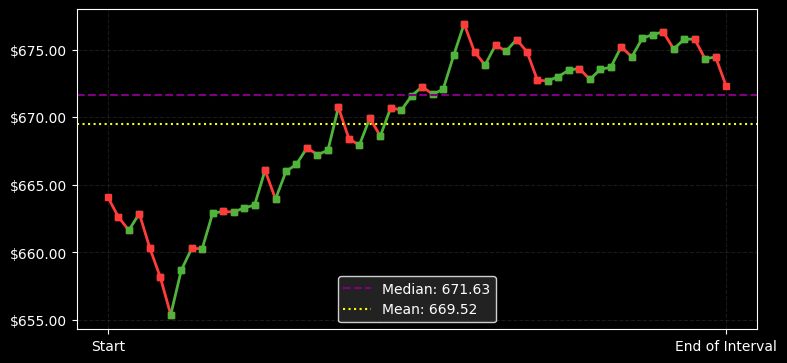 $675.00
$670.00
$665.00
$660.00
$655.00
Median: 671.63
Mean: 669.52
Start
End of Interval